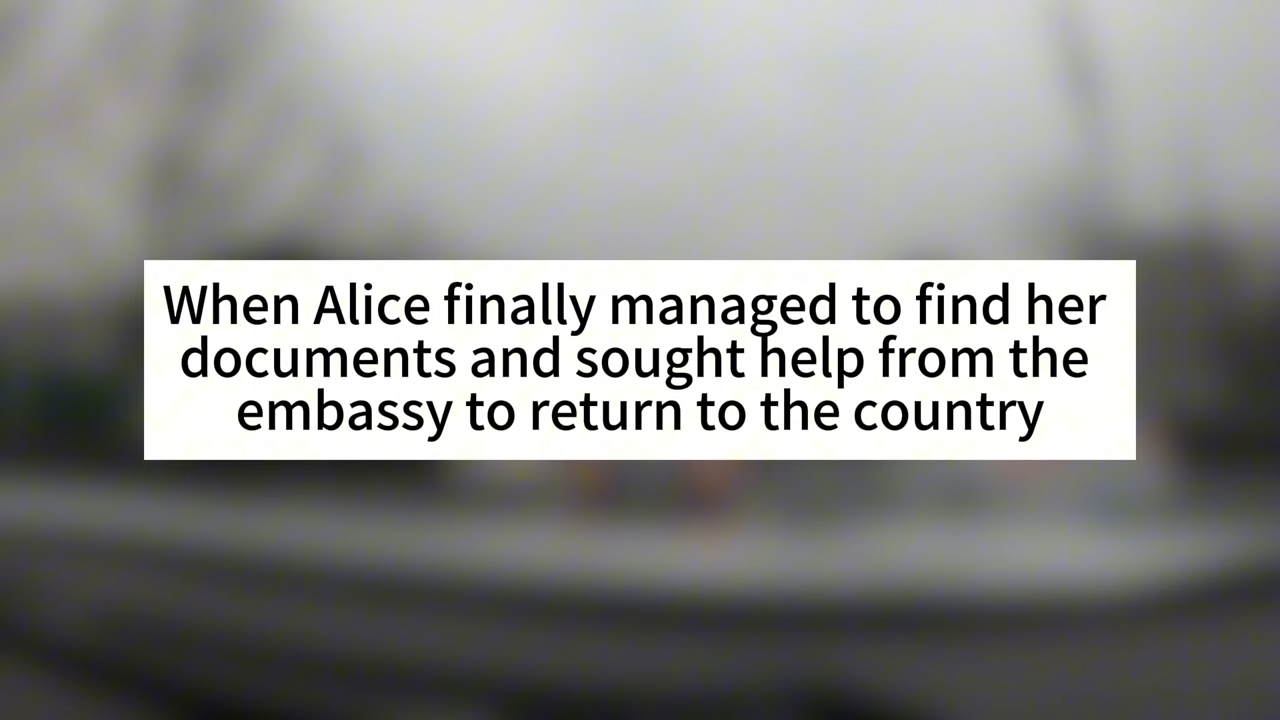 When Alice finally managed to find her
documents and sought help from the
embassy to return to the country